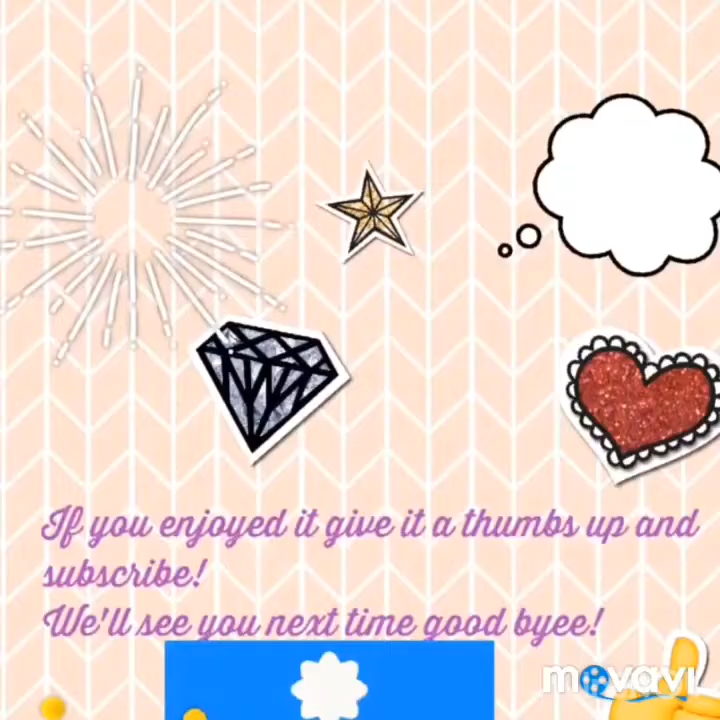 If you enjoyed it give it a thumbs up and
subscribe!
We'll see you next time good byee!
movavi